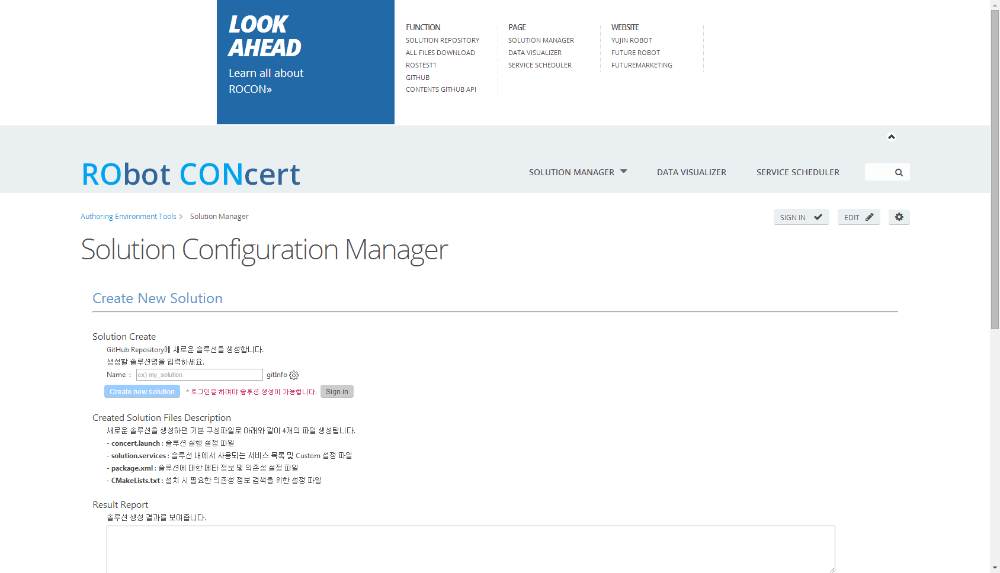 LOOK
AHEAD
Learn all about
ROCON»
FUNCTION
SOLUTION REPOSITORY
ALL FILES DOWNLOAD
ROSTEST1
GITHUB
CONTENTS GITHUB API
PAGE
SOLUTION MANAGER
DATA VISUALIZER
SERVICE SCHEDULER
WEBSITE
YUJIN ROBOT
FUTURE ROBOT
FUTUREMARKETING
RObot CONcert
SOLUTION MANAGER
DATA VISUALIZER
SERVICE SCHEDULER
Authoring Environment Tools
Solution Manager
SIGN IN
EDIT
Solution Configuration Manager
Create New Solution
Solution Create
GitHub Repository에 새로운 솔루션을 생성합니다.
생성할 솔루션명을 입력하세요.
Name : ex) my_solution gitInfo
Create new solution * 로그인을 하여야 솔루션 생성이 가능합니다. Sign in
Created Solution Files Description
새로운 솔루션을 생성하면 기본 구성파일로 아래와 같이 4개의 파일 생성됩니다.
- concert.launch : 솔루션 실행 설정 파일
- solution.services : 솔루션 내에서 사용되는 서비스 목록 및 Custom 설정 파일
- package.xml : 솔루션에 대한 메타 정보 및 의존성 설정 파일
- CMakeLists.txt : 설치 시 필요한 의존성 정보 검색을 위한 설정 파일
Result Report
솔루션 생성 결과를 보여줍니다.